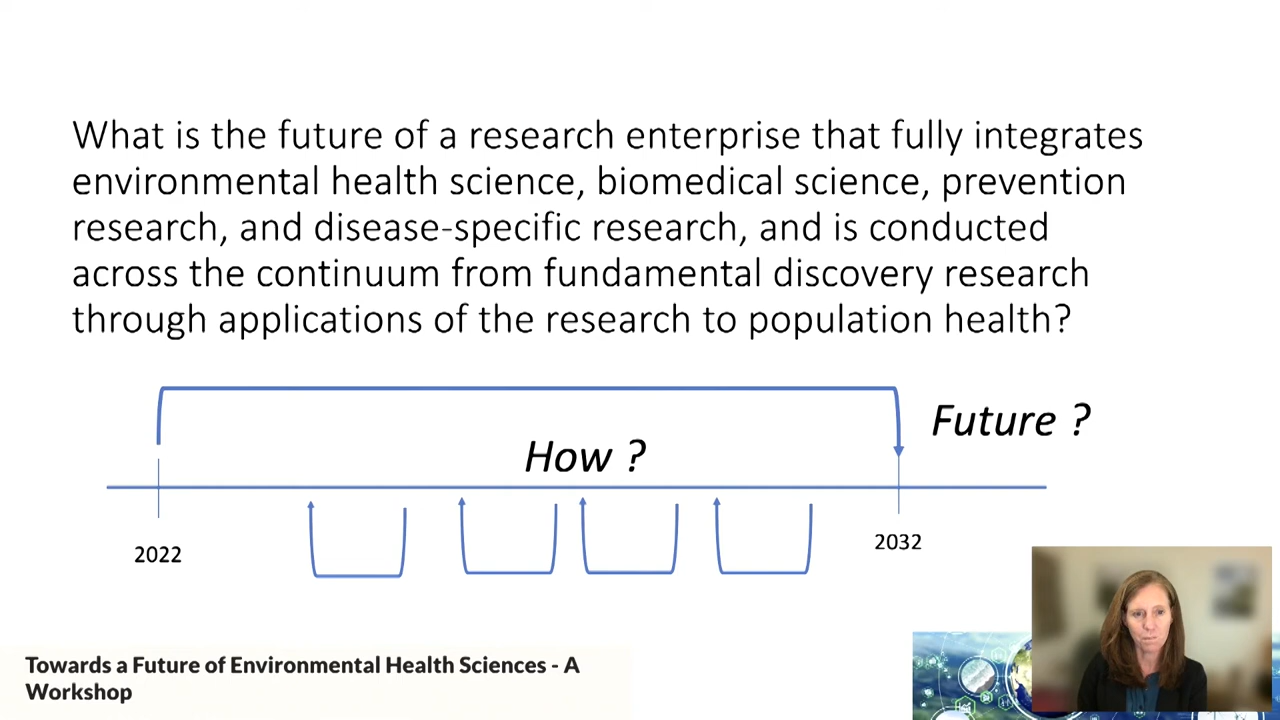 What is the future of a research enterprise that fully integrates
environmental health science, biomedical science, prevention
research, and disease-specific research, and is conducted
across the continuum from fundamental discovery research
through applications of the research to population health?
Future ?
How ?
2022
2032
Towards a Future of Environmental Health Sciences - A
Workshop